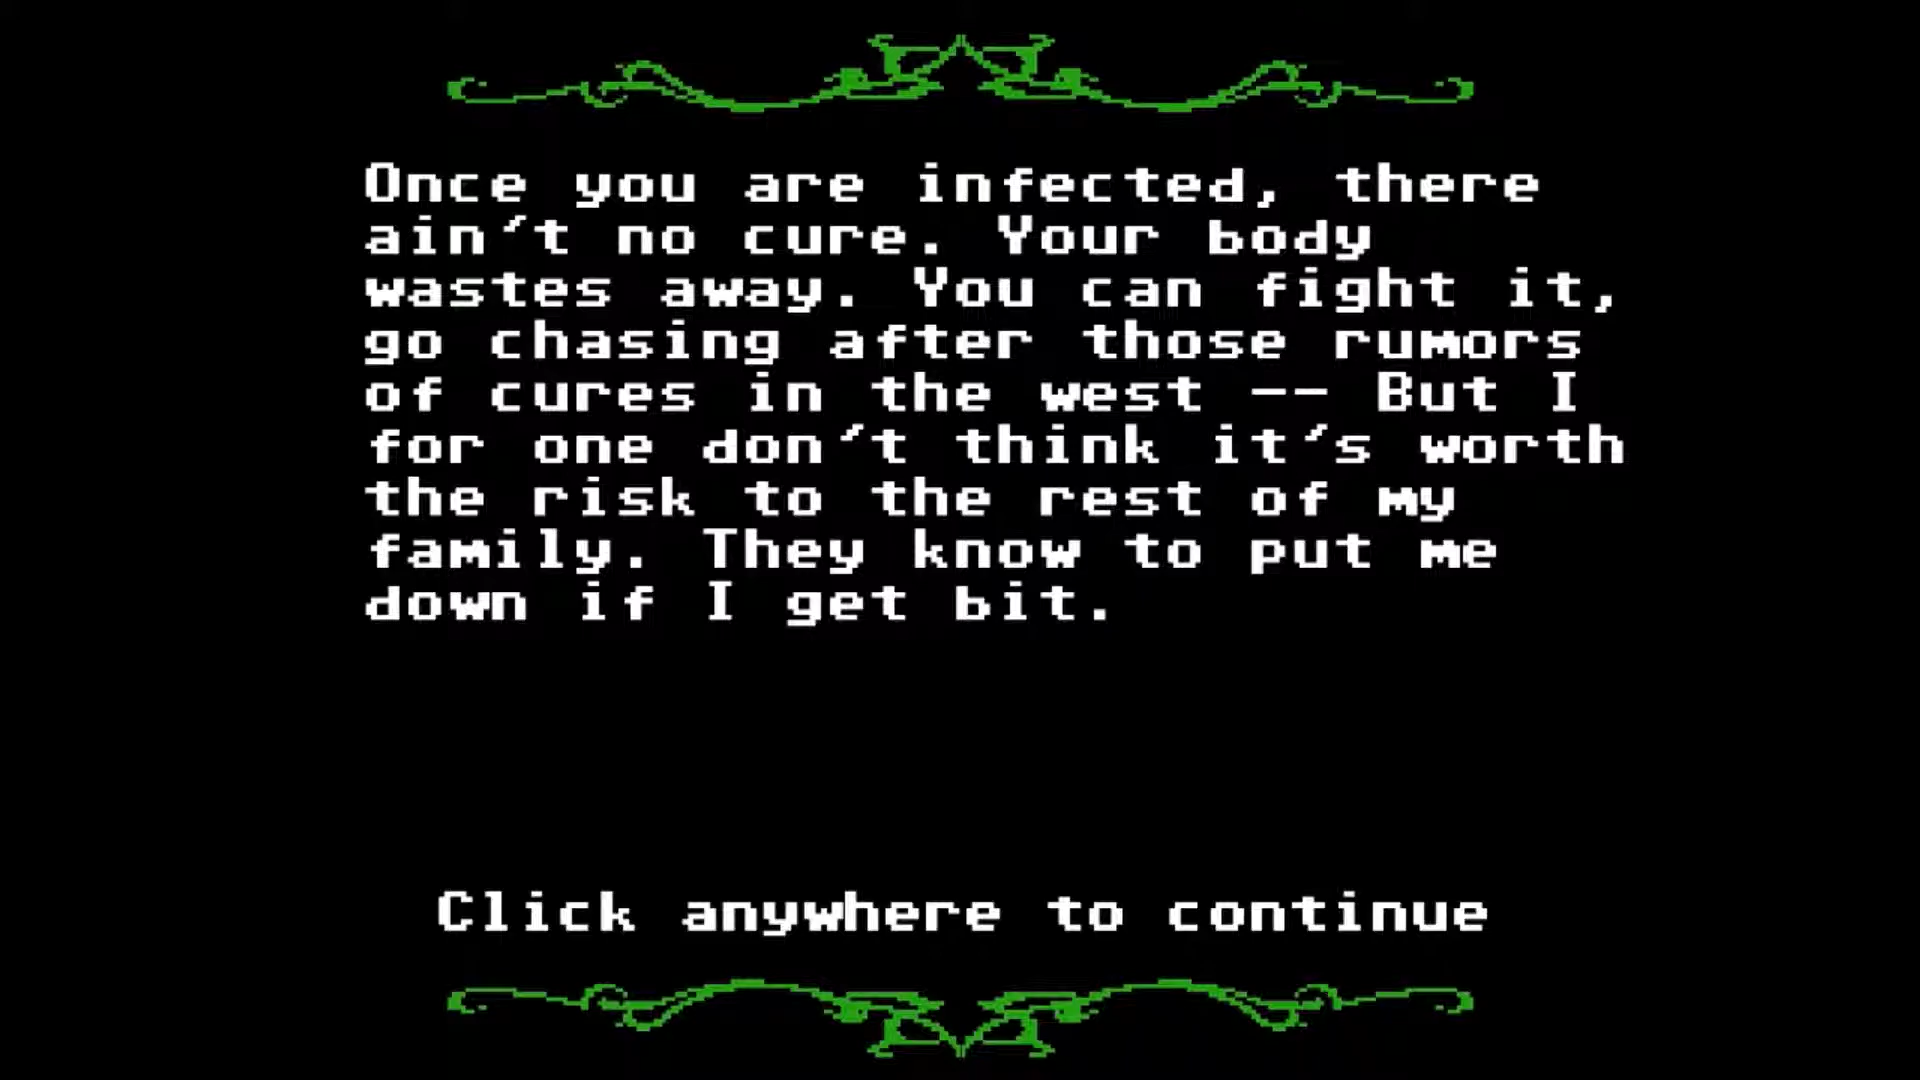 Once you are infected, there
ain't no cure. Your body
wastes away. You can fight it,
go chasing after those rumors
of cures in the west -- But I
for one don't think it's worth
the risk to the rest of my
family. They know to put me
down if I get bit.
Click anywhere to continue